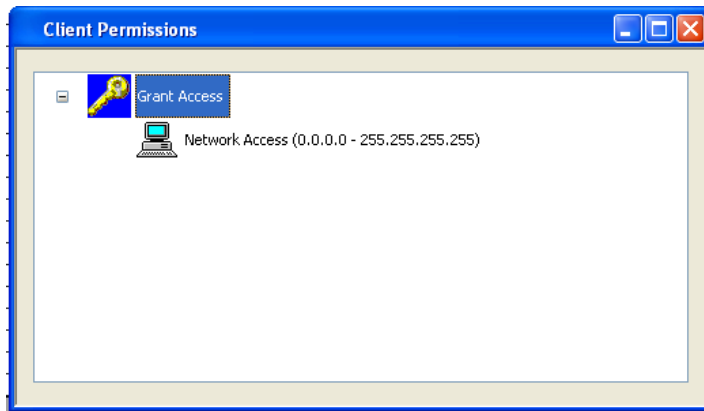 Client Permissions
Grant Access
Network Access (0.0.0.0 - 255.255.255.255)